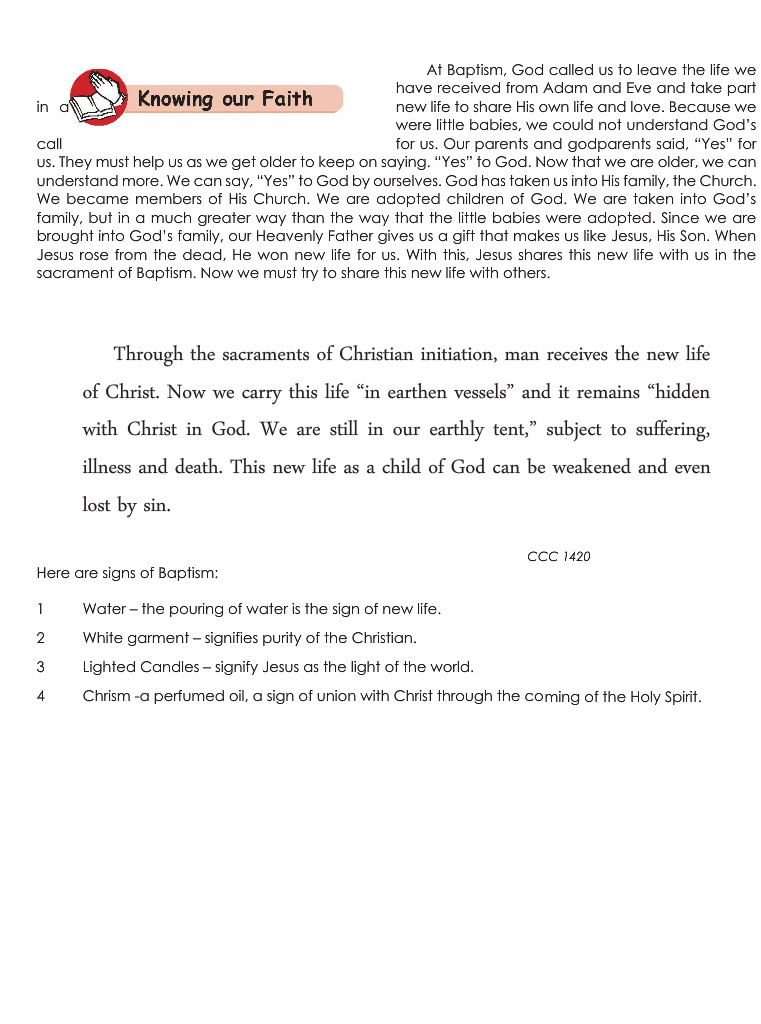 Knowing our Faith
At Baptism, God called us to leave the life we
have received from Adam and Eve and take part
in a new life to share His own life and love. Because we
were little babies, we could not understand God’s
call for us. Our parents and godparents said, “Yes” for
us. They must help us as we get older to keep on saying. “Yes” to God. Now that we are older, we can
understand more. We can say, “Yes” to God by ourselves. God has taken us into His family, the Church.
We became members of His Church. We are adopted children of God. We are taken into God’s
family, but in a much greater way than the way that the little babies were adopted. Since we are
brought into God’s family, our Heavenly Father gives us a gift that makes us like Jesus, His Son. When
Jesus rose from the dead, He won new life for us. With this, Jesus shares this new life with us in the
sacrament of Baptism. Now we must try to share this new life with others.
Through the sacraments of Christian initiation, man receives the new life
of Christ. Now we carry this life “in earthen vessels” and it remains “hidden
with Christ in God. We are still in our earthly tent,” subject to suffering,
illness and death. This new life as a child of God can be weakened and even
lost by sin.
CCC 1420
Here are signs of Baptism:
1 Water – the pouring of water is the sign of new life.
2 White garment – signifies purity of the Christian.
3 Lighted Candles – signify Jesus as the light of the world.
4 Chrism -a perfumed oil, a sign of union with Christ through the coming of the Holy Spirit.